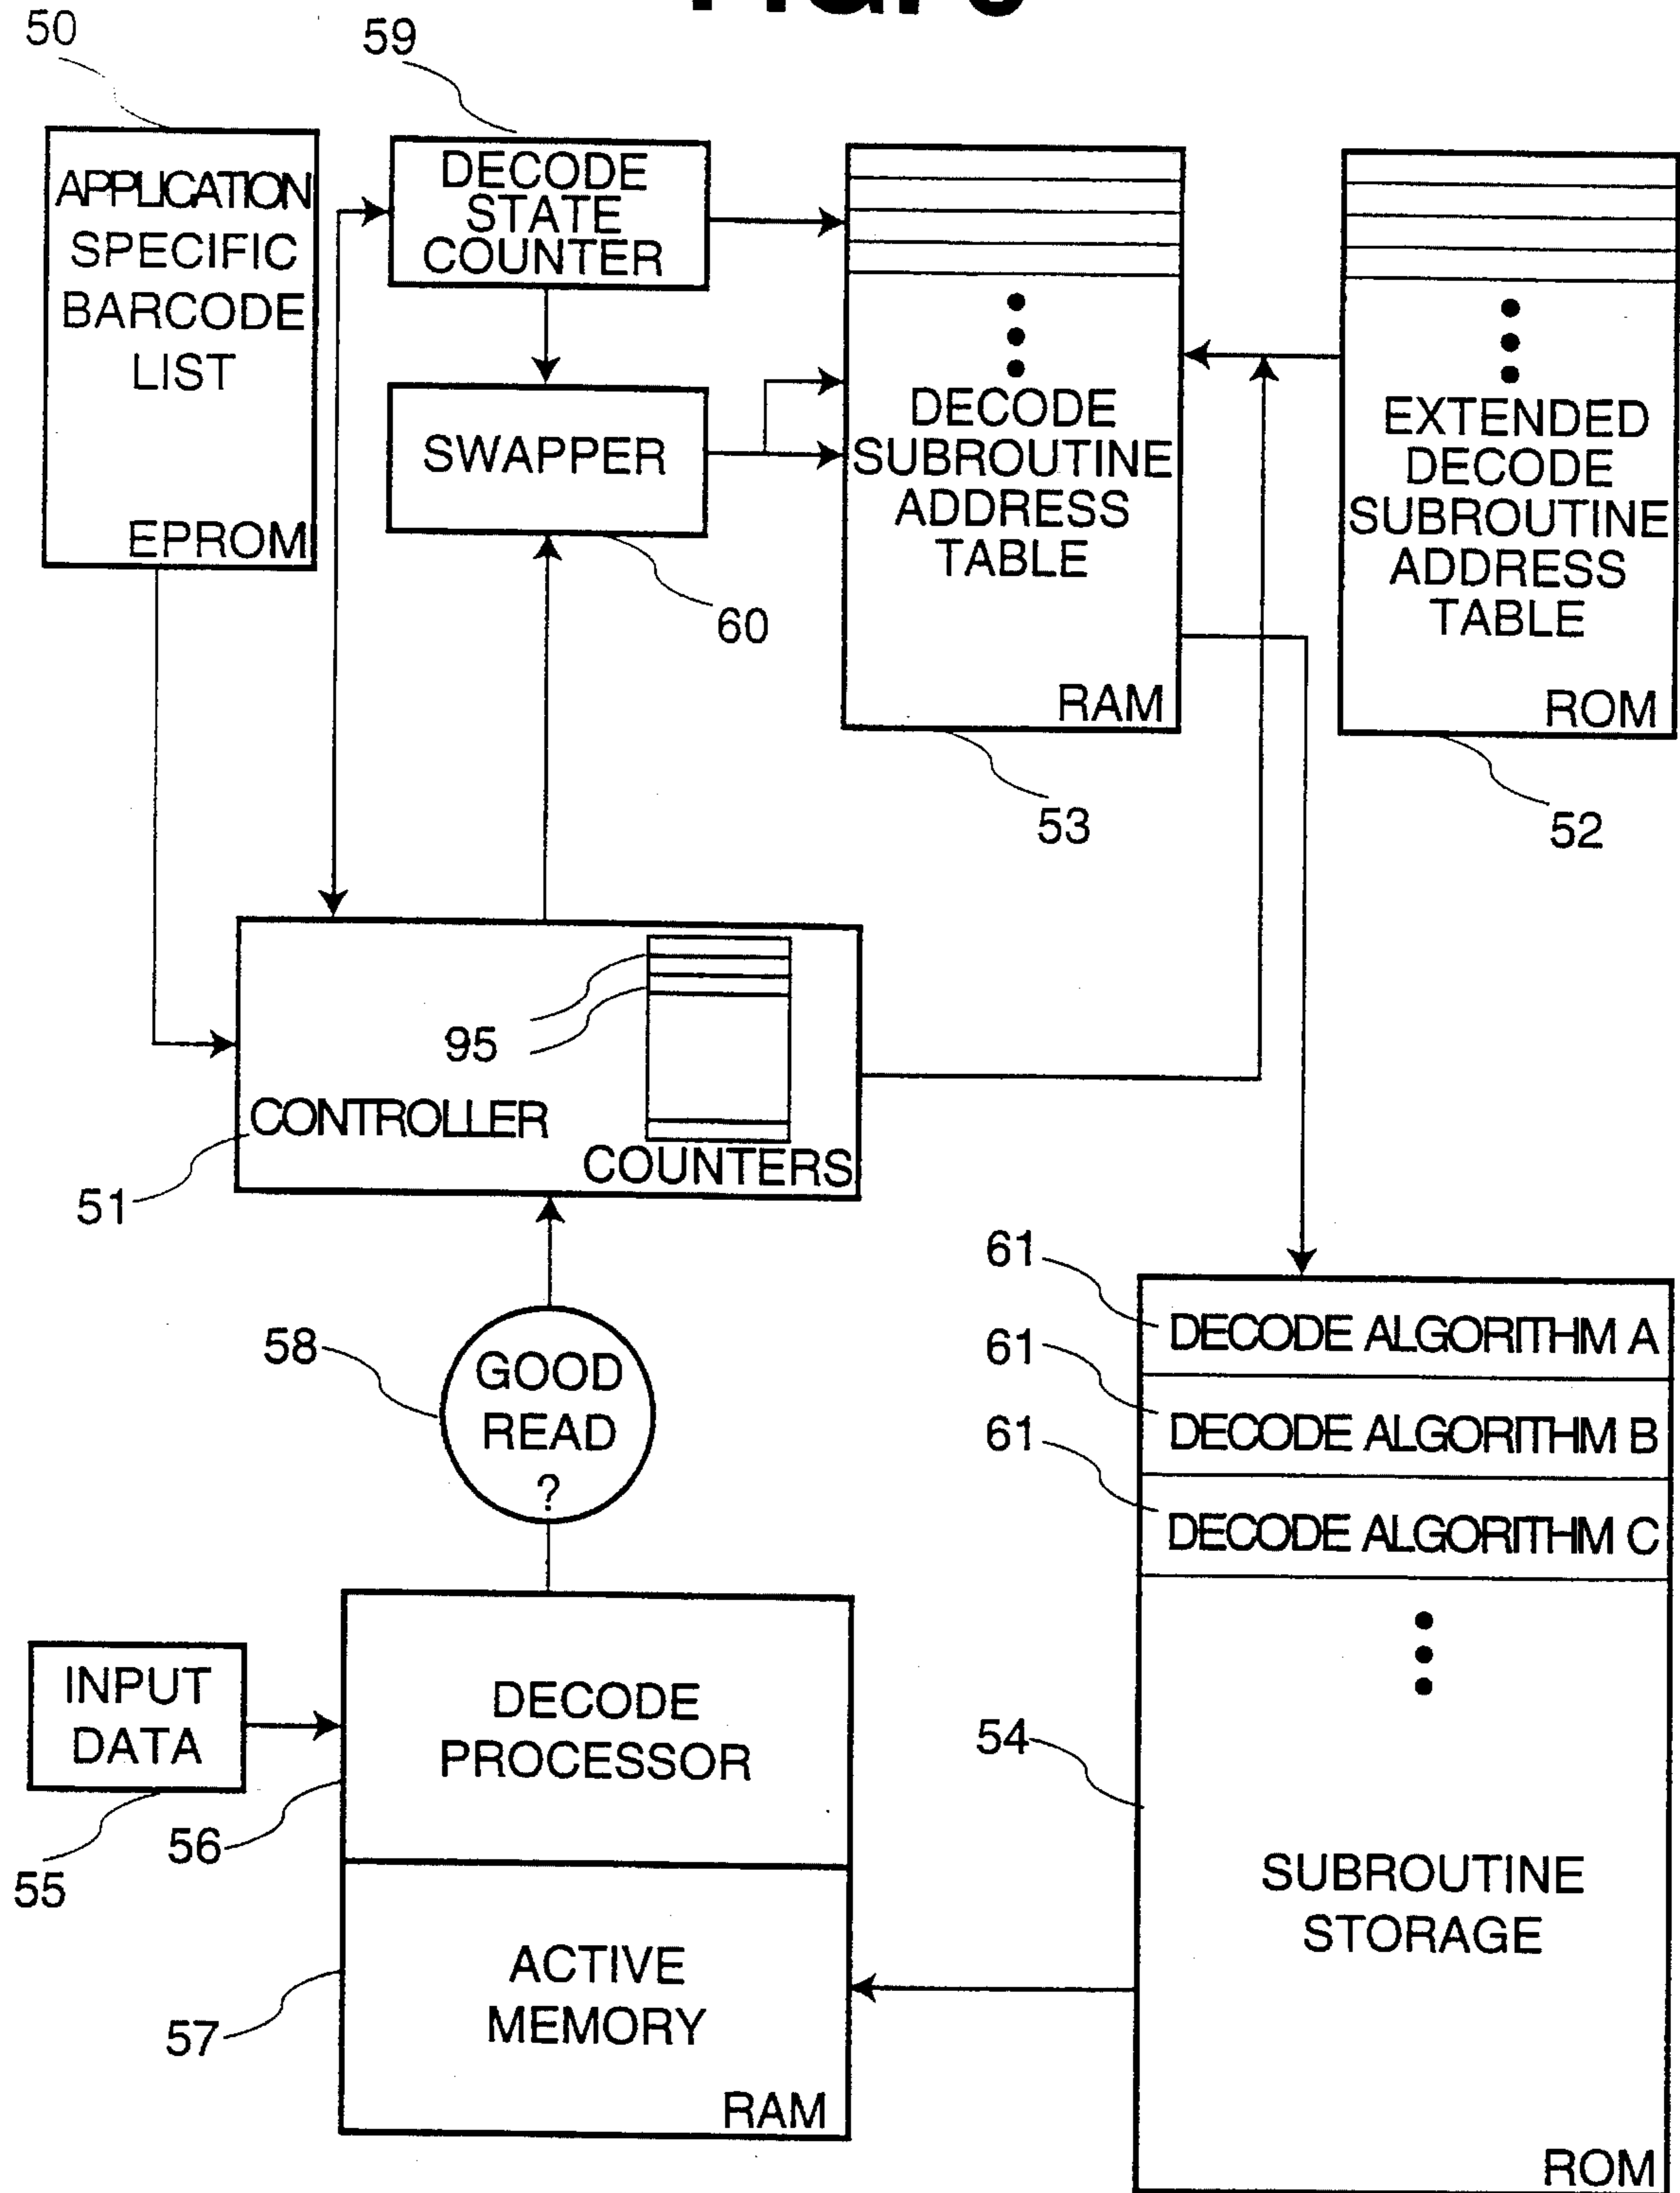 50
59
APPLICATION
SPECIFIC
BARCODE
LIST
EPROM
DECODE
STATE
COUNTER
SWAPPER
60
DECODE
SUBROUTINE
ADDRESS
TABLE
RAM
53
EXTENDED
DECODE
SUBROUTINE
ADDRESS
TABLE
ROM
52
95
CONTROLLER
COUNTERS
51
58
GOOD
READ
?
61
DECODE ALGORITHM A
61
DECODE ALGORITHM B
61
DECODE ALGORITHM C
INPUT
DATA
55
DECODE
PROCESSOR
56
ACTIVE
MEMORY
57
RAM
54
SUBROUTINE
STORAGE
ROM